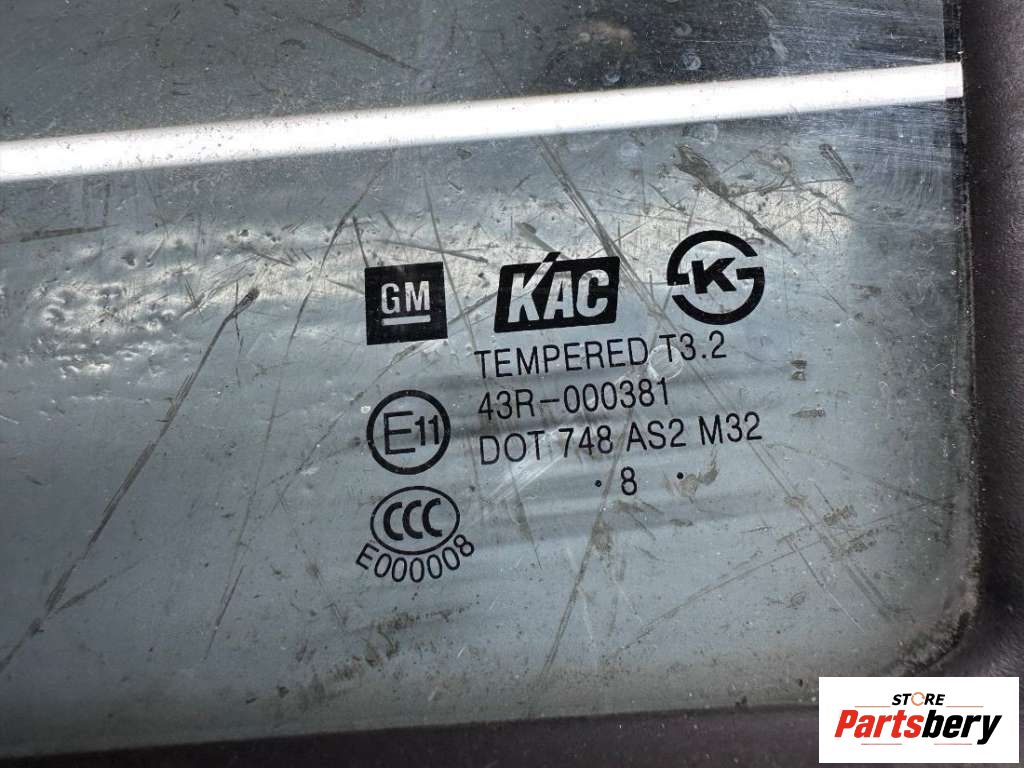 GM KAC K
TEMPERED T3.2
43R-000381
E11
DOT 748 AS2 M32
. 8 .
CCC
E000008
STORE
Partsbery